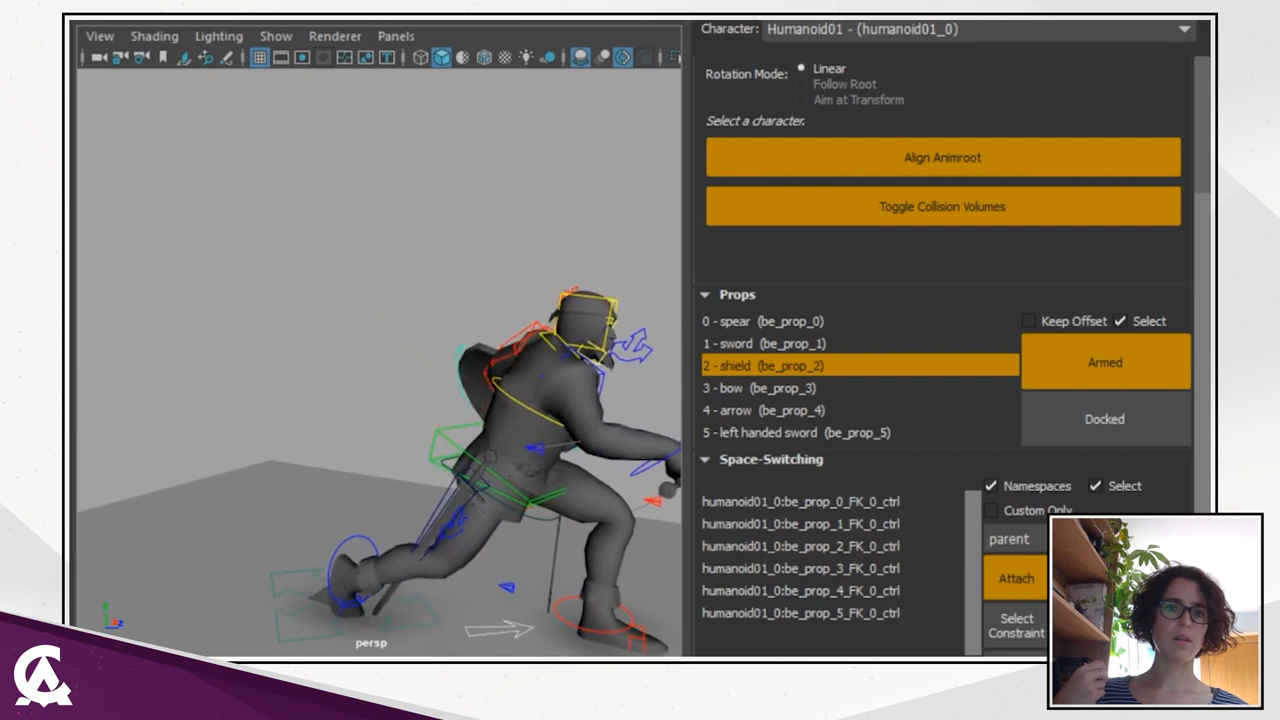 View Shading Lighting Show Renderer Panels
persp
Character: Humanoid01 - (humanoid01_0)
Rotation Mode: Linear
Follow Root
Aim at Transform
Select a character.
Align Animroot
Toggle Collision Volumes
Props
0 - spear (be_prop_0)
1 - sword (be_prop_1)
2 - shield (be_prop_2)
3 - bow (be_prop_3)
4 - arrow (be_prop_4)
5 - left handed sword (be_prop_5)
Keep Offset Select
Armed
Docked
Space-Switching
humanoid01_0:be_prop_0_FK_0_ctrl
humanoid01_0:be_prop_1_FK_0_ctrl
humanoid01_0:be_prop_2_FK_0_ctrl
humanoid01_0:be_prop_3_FK_0_ctrl
humanoid01_0:be_prop_4_FK_0_ctrl
humanoid01_0:be_prop_5_FK_0_ctrl
Namespaces Select
Custom Only
parent
Attach
Select
Constraint